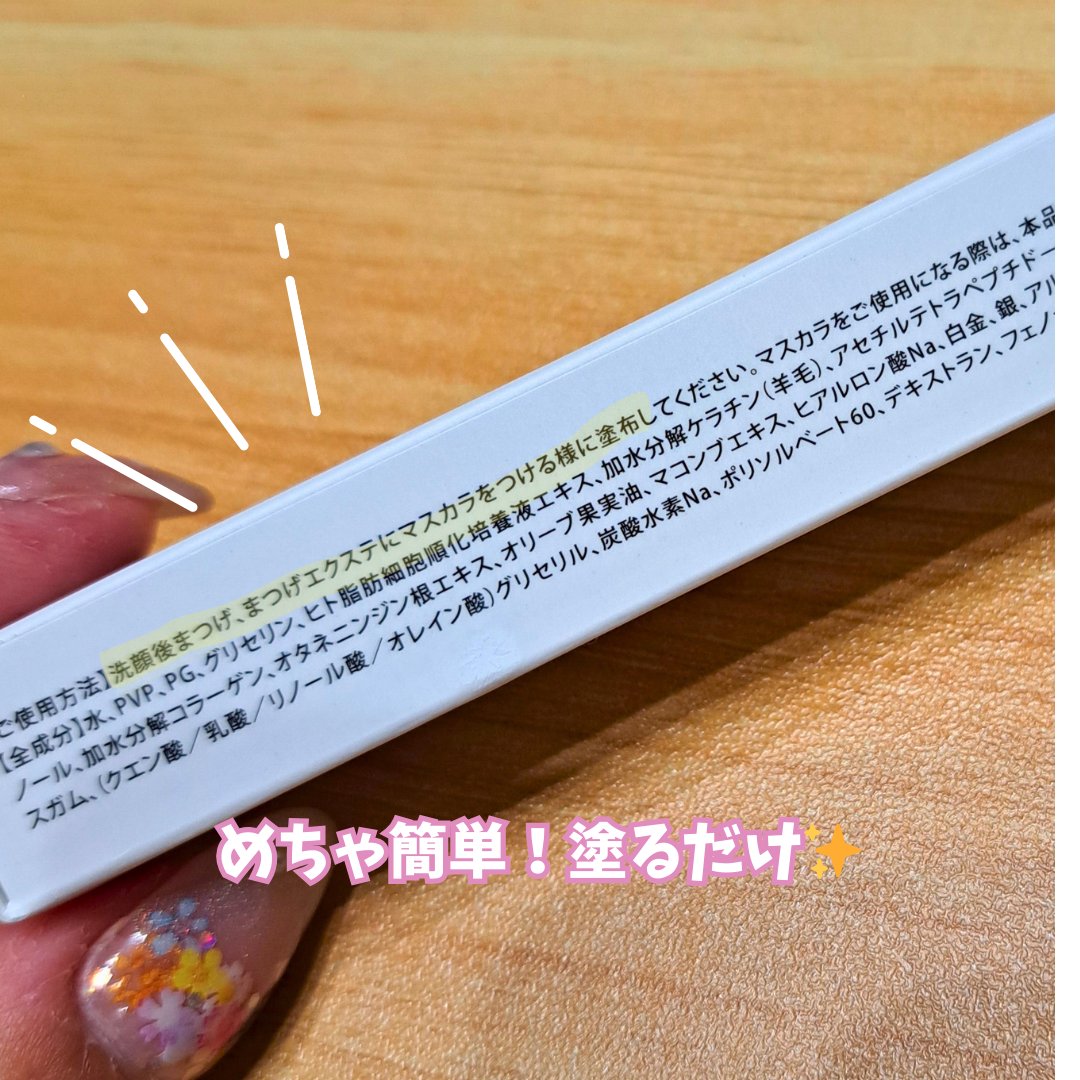 ご使用方法】洗顔後まつげ、まつげエクステにマスカラをつける様に塗布してください。マスカラをご使用になる際は、本品
【全成分】水、PVP、PG、グリセリン、ヒト脂肪細胞順化培養液エキス、加水分解ケラチン(羊毛)、アセチルテトラペプチドー
ノール、加水分解コラーゲン、オタネニンジン根エキス、オリーブ果実油、マコンブエキス、ヒアルロン酸Na、白金、銀、アル
スガム、(クエン酸/乳酸/リノール酸/オレイン酸)グリセリル、炭酸水素Na、ポリソルベート60、デキストラン、フェノ
めちゃ簡単!塗るだけ✨